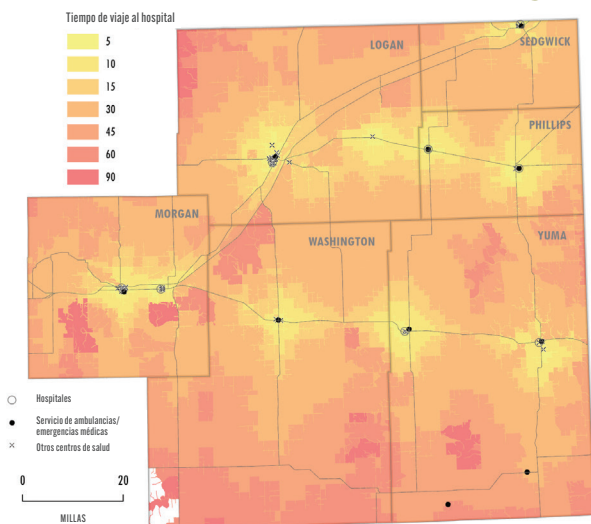 Tiempo de viaje al hospital
5
10
15
30
45
60
90
LOGAN
SEDGWICK
PHILLIPS
MORGAN
WASHINGTON
YUMA
Hospitales
Servicio de ambulancias/
emergencias médicas
Otros centros de salud
0 20
MILLAS